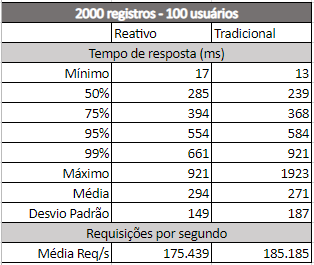 2000 registros - 100 usuários
Reativo Tradicional
Tempo de resposta (ms)
Mínimo 17 13
50% 285 239
75% 394 368
95% 554 584
99% 661 921
Máximo 921 1923
Média 294 271
Desvio Padrão 149 187
Requisições por segundo
Média Req/s 175.439 185.185